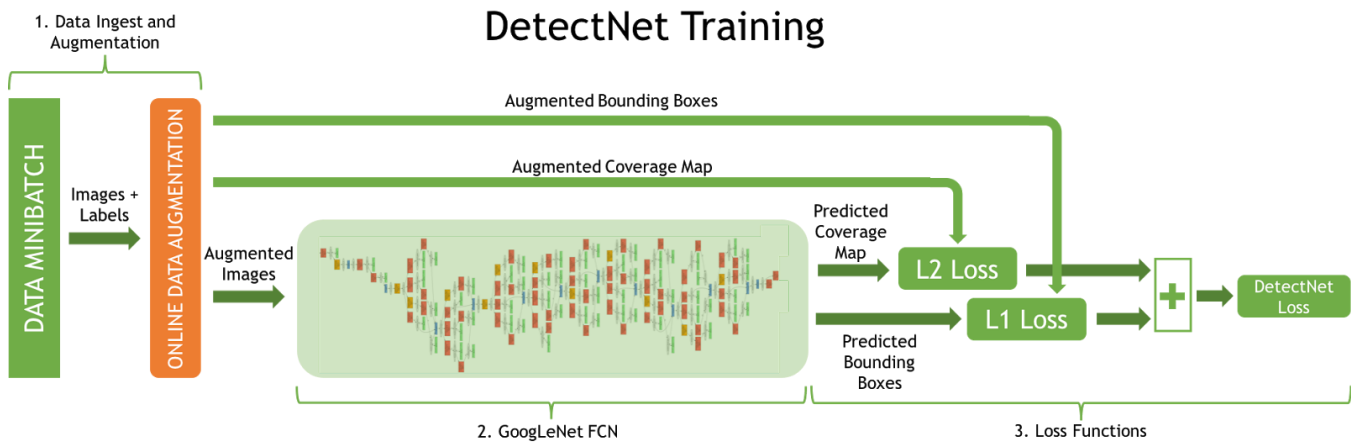 DetectNet Training
1. Data Ingest and
Augmentation
DATA MINIBATCH
Images +
Labels
ONLINE DATA AUGMENTATION
Augmented Bounding Boxes
Augmented Coverage Map
Augmented
Images
Predicted
Coverage
Map
L2 Loss
L1 Loss
Predicted
Bounding
Boxes
+
DetectNet
Loss
2. GoogLeNet FCN
3. Loss Functions